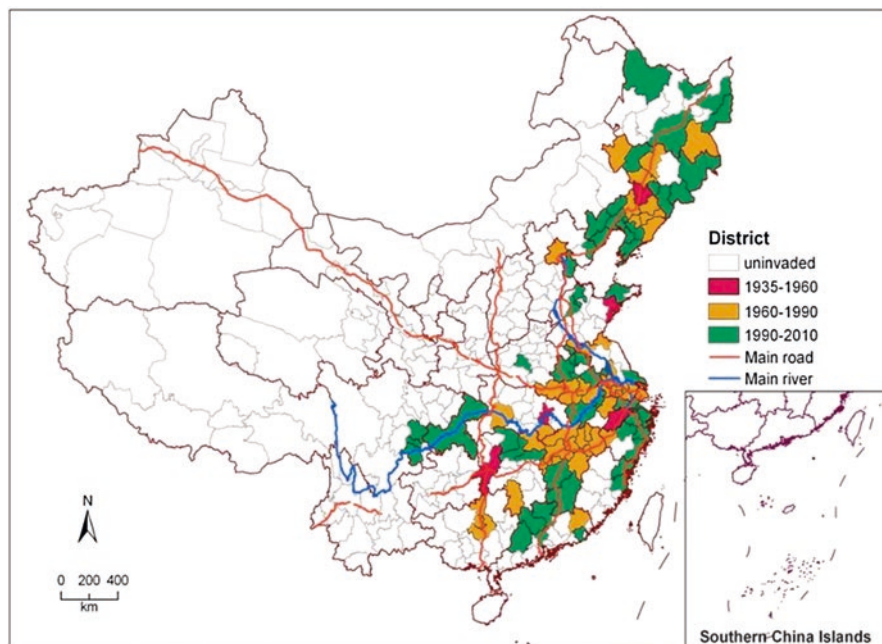 District
uninvaded
1935-1960
1960-1990
1990-2010
Main road
Main river
N
0 200 400
km
Southern China Islands